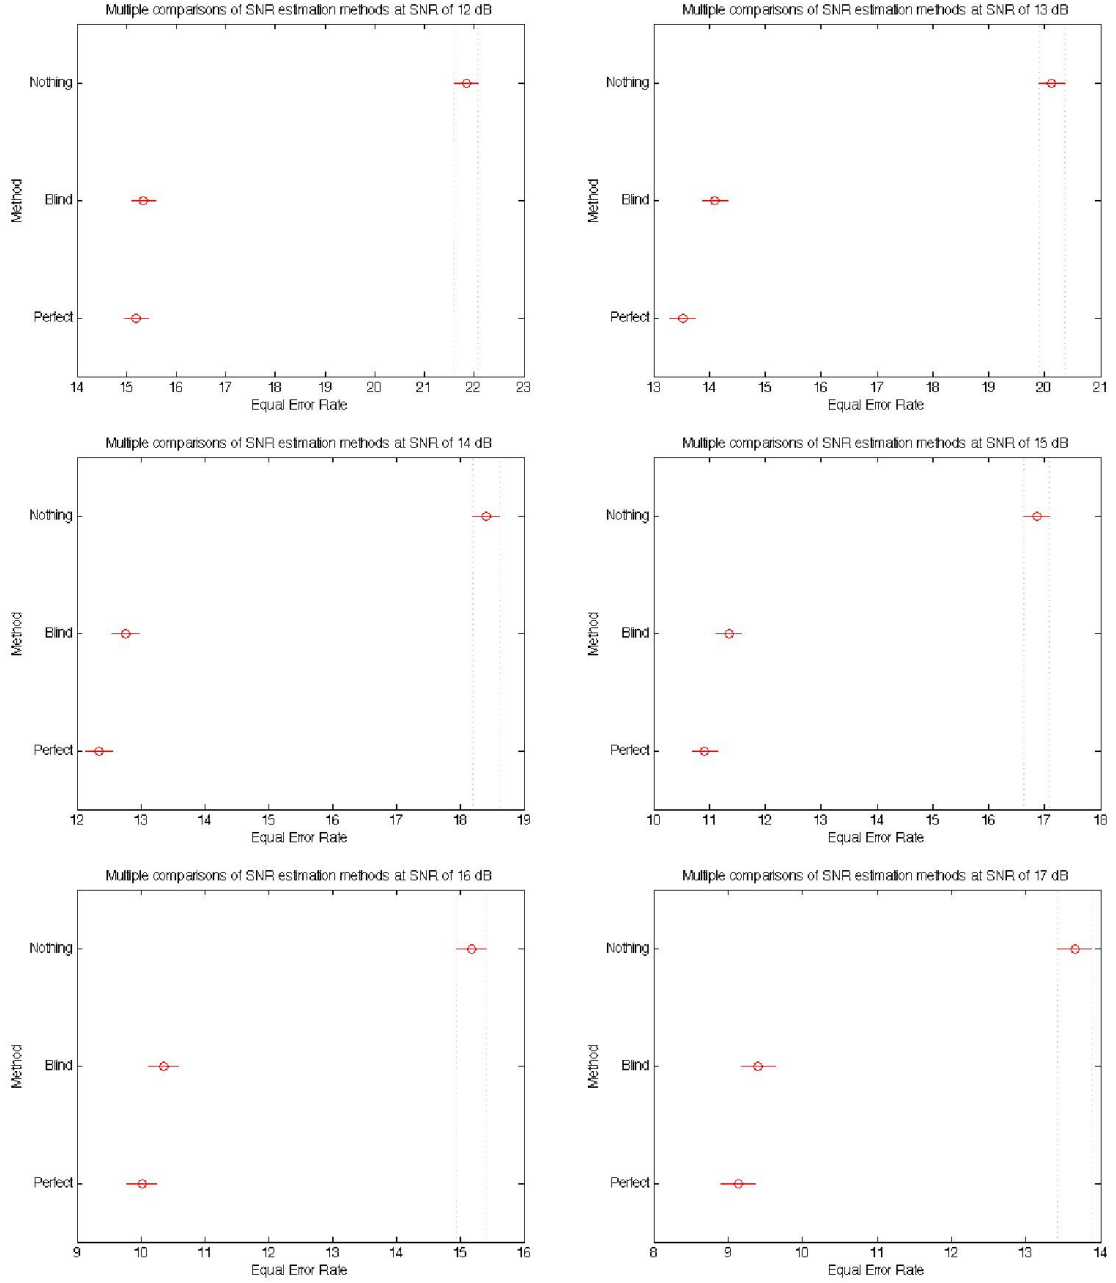 Multiple comparisons of SNR estimation methods at SNR of 12 dB
Nothing
Blind
Perfect
Method
14 15 16 17 18 19 20 21 22 23
Equal Error Rate
Multiple comparisons of SNR estimation methods at SNR of 13 dB
Nothing
Blind
Perfect
Method
13 14 15 16 17 18 19 20 21
Equal Error Rate
Multiple comparisons of SNR estimation methods at SNR of 14 dB
Nothing
Blind
Perfect
Method
12 13 14 15 16 17 18 19
Equal Error Rate
Multiple comparisons of SNR estimation methods at SNR of 15 dB
Nothing
Blind
Perfect
Method
10 11 12 13 14 15 16 17 18
Equal Error Rate
Multiple comparisons of SNR estimation methods at SNR of 16 dB
Nothing
Blind
Perfect
Method
9 10 11 12 13 14 15 16
Equal Error Rate
Multiple comparisons of SNR estimation methods at SNR of 17 dB
Nothing
Blind
Perfect
Method
8 9 10 11 12 13 14
Equal Error Rate